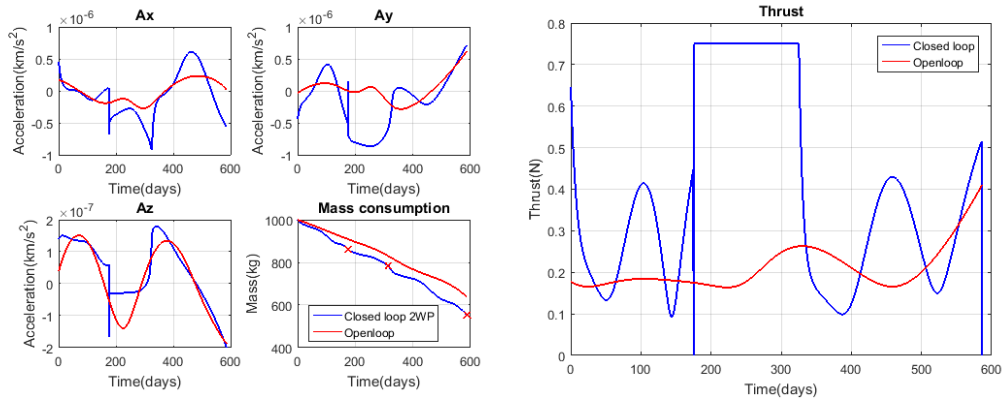 Ax
×10^-6
Acceleration(km/s²)
1
0.5
0
-0.5
-1
0 200 400 600
Time(days)
Ay
×10^-6
Acceleration(km/s²)
1
0.5
0
-0.5
-1
0 200 400 600
Time(days)
Az
×10^-7
Acceleration(km/s²)
2
1
0
-1
-2
0 200 400 600
Time(days)
Mass consumption
Mass(kg)
1000
800
600
400
Closed loop 2WP
Openloop
0 200 400 600
Time(days)
Thrust
Thrust(N)
0.8
0.7
0.6
0.5
0.4
0.3
0.2
0.1
0
Closed loop
Openloop
0 100 200 300 400 500 600
Time(days)